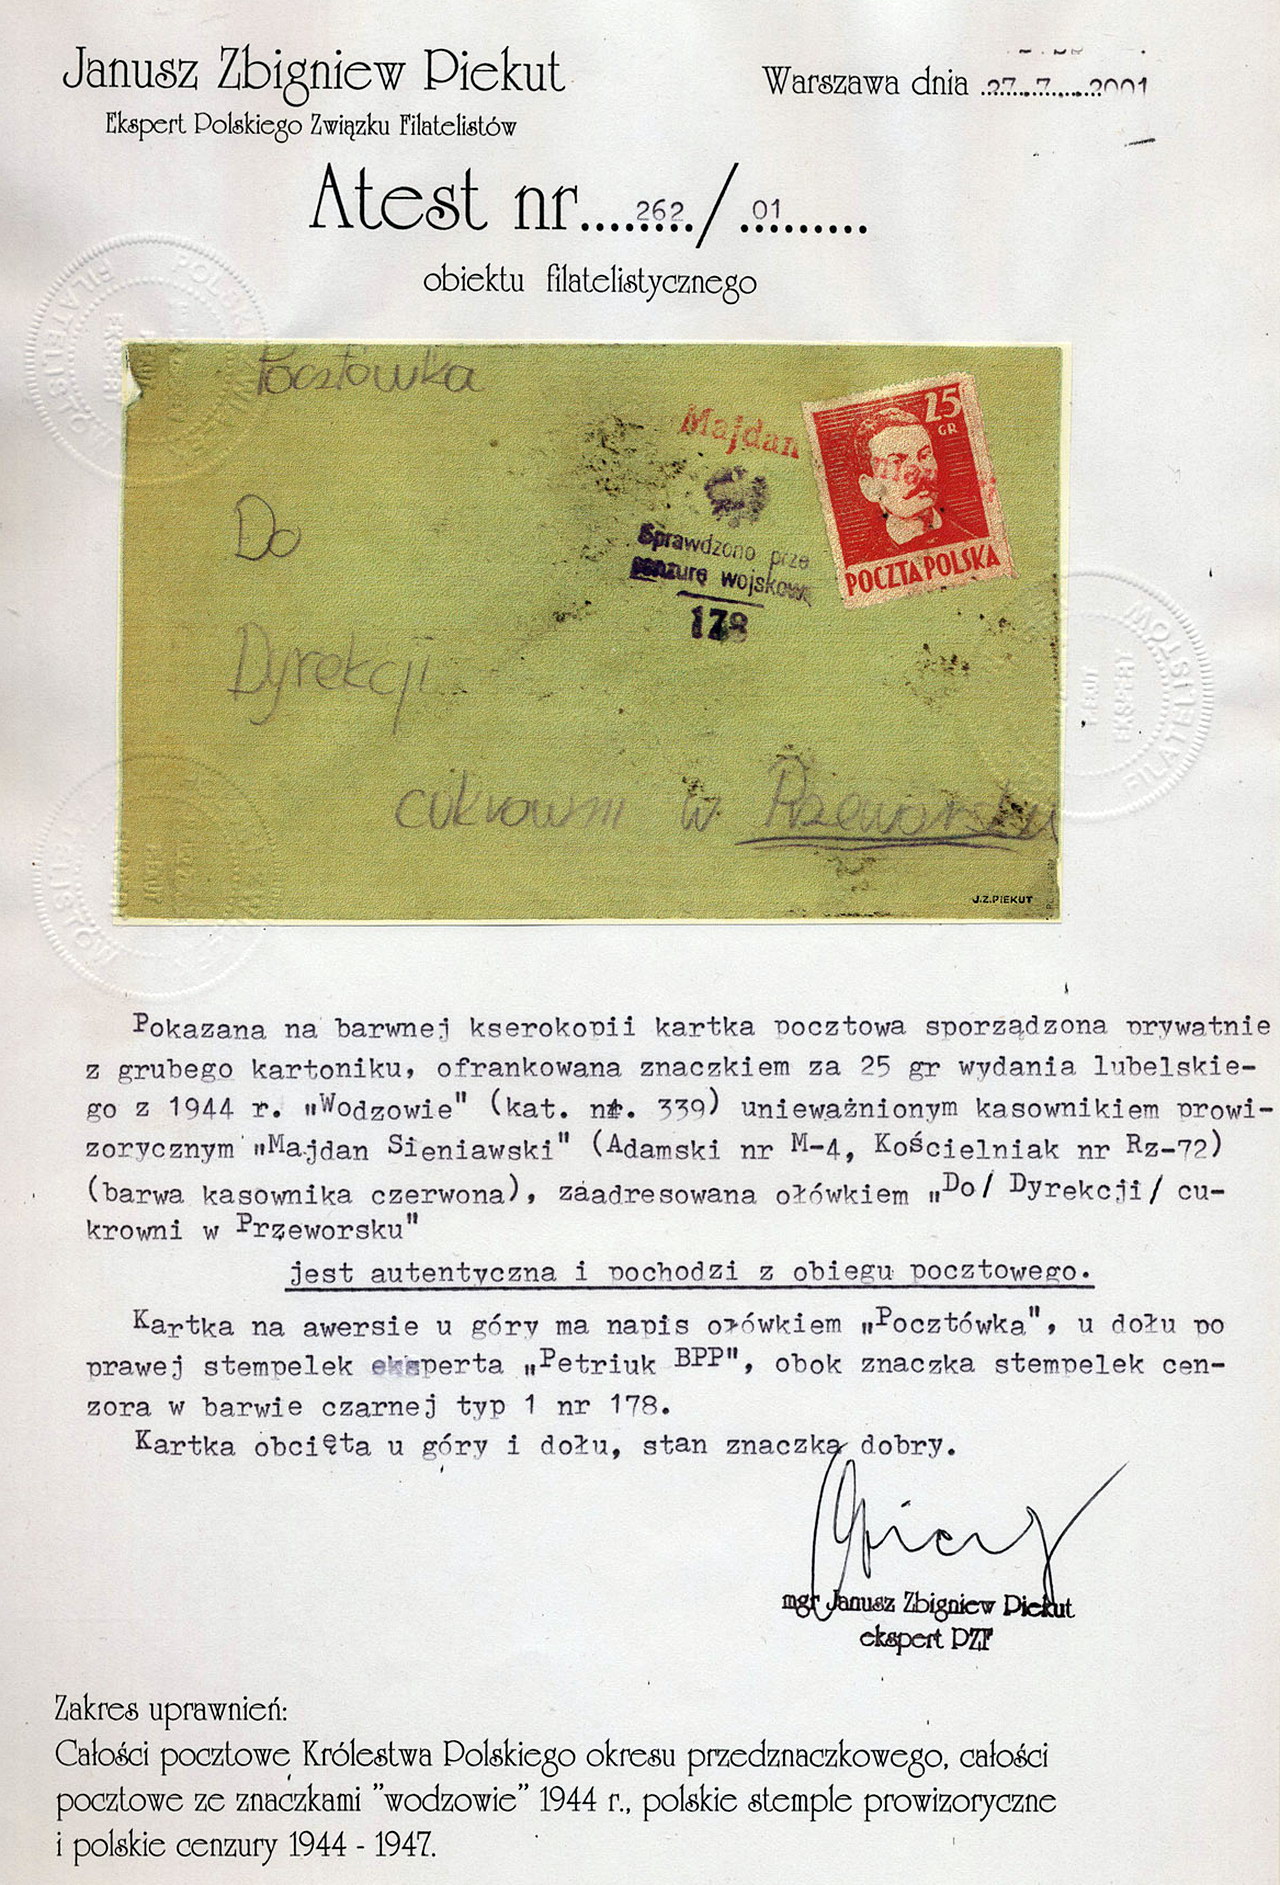 Janusz Zbigniew Piekut
Ekspert Polskiego Związku Filatelistów
Warszawa dnia 27.7.2001
Atest nr....262./.01.........
obiektu filatelistycznego
Pocztówka
Majdan
25
GR
POCZTA POLSKA
Sprawdzono prze
cenzurę wojskow
178
Do
Dyrekcji
cukrowni w Przeworsku
J.Z.PIEKUT
Pokazana na barwnej kserokopii kartka pocztowa sporządzona prywatnie
z grubego kartoniku, ofrankowana znaczkiem za 25 gr wydania lubelskie-
go z 1944 r. „Wodzowie" (kat. nr. 339) unieważnionym kasownikiem prowi-
zorycznym „Majdan Sieniawski" (Adamski nr M-4, Kościelniak nr Rz-72)
(barwa kasownika czerwona), zaadresowana ołówkiem „Do/ Dyrekcji/ cu-
krowni w Przeworsku"
jest autentyczna i pochodzi z obiegu pocztowego.
Kartka na awersie u góry ma napis ołówkiem „Pocztówka", u dołu po
prawej stempelek eksperta „Petriuk BPP", obok znaczka stempelek cen-
zora w barwie czarnej typ 1 nr 178.
Kartka obcięta u góry i dołu, stan znaczka dobry.
mgr Janusz Zbigniew Piekut
ekspert PZF
Zakres uprawnień:
Całości pocztowe Królestwa Polskiego okresu przedznaczkowego, całości
pocztowe ze znaczkami "wodzowie" 1944 r., polskie stemple prowizoryczne
i polskie cenzury 1944 - 1947.